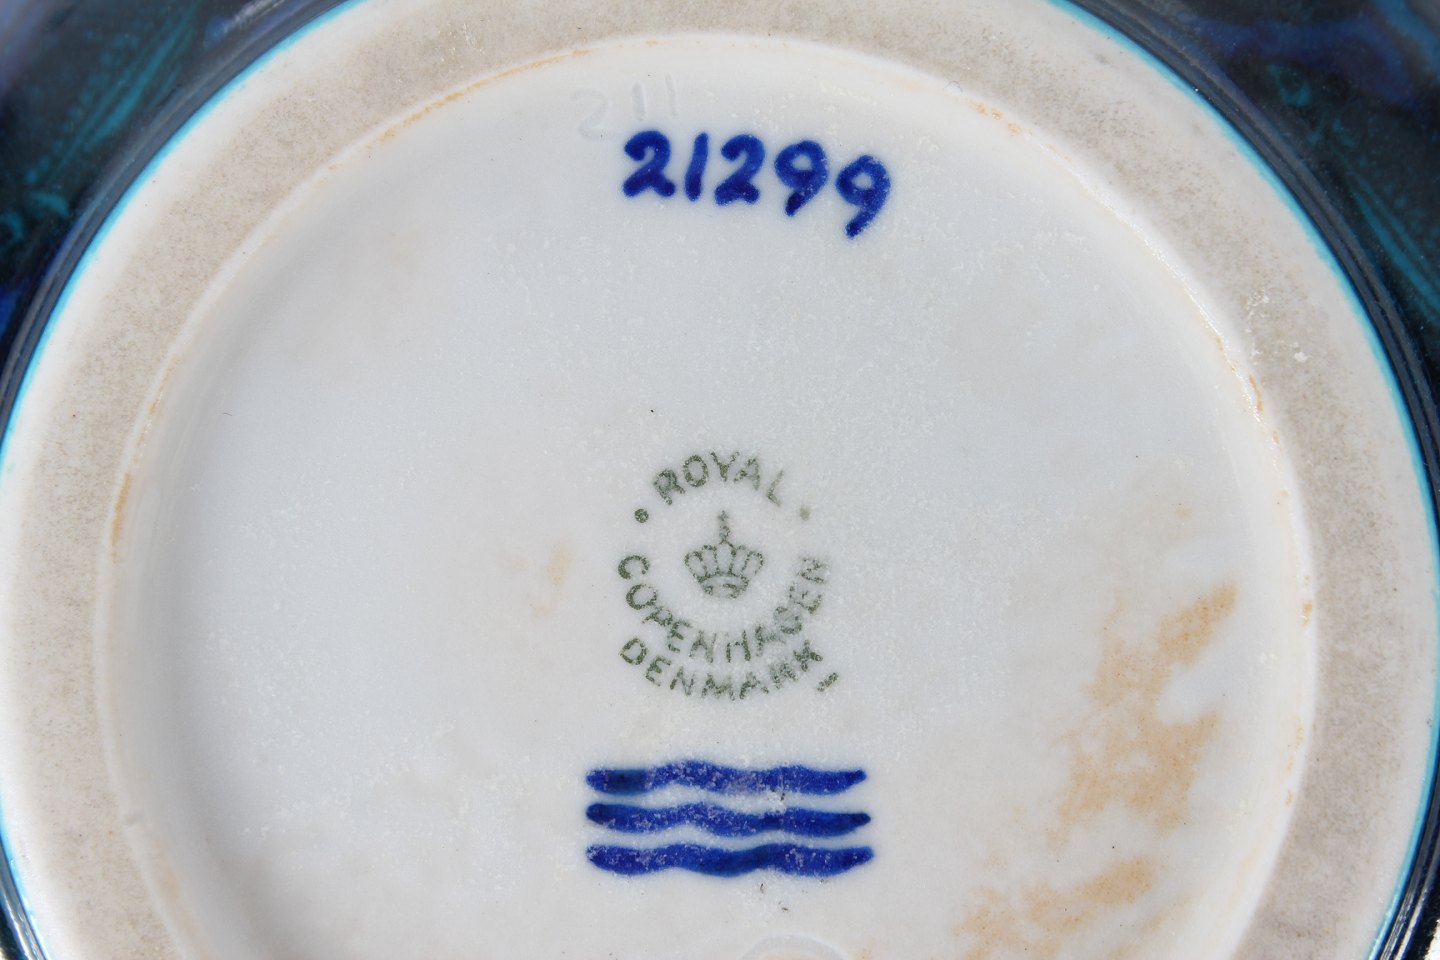 211
21299
ROYAL
COPENHAGEN
DENMARK